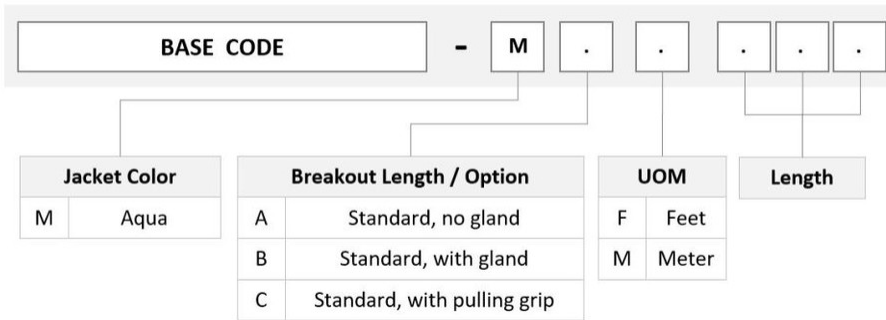 BASE CODE - M . . . . .
Jacket Color
M Aqua
Breakout Length / Option
A Standard, no gland
B Standard, with gland
C Standard, with pulling grip
UOM
F Feet
M Meter
Length